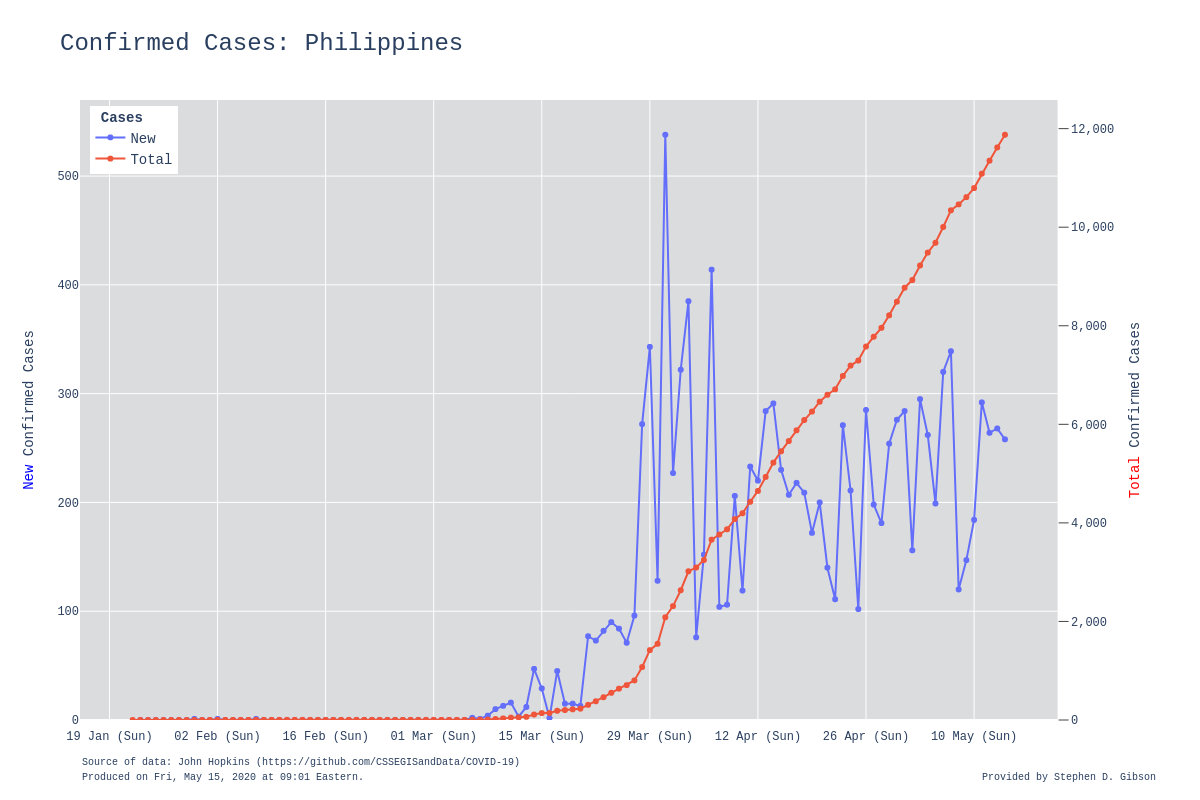 Confirmed Cases: Philippines
Cases
New
Total
500
400
300
200
100
0
New Confirmed Cases
12,000
10,000
8,000
6,000
4,000
2,000
0
Total Confirmed Cases
19 Jan (Sun) 02 Feb (Sun) 16 Feb (Sun) 01 Mar (Sun) 15 Mar (Sun) 29 Mar (Sun) 12 Apr (Sun) 26 Apr (Sun) 10 May (Sun)
Source of data: John Hopkins (https://github.com/CSSEGISandData/COVID-19)
Produced on Fri, May 15, 2020 at 09:01 Eastern.
Provided by Stephen D. Gibson